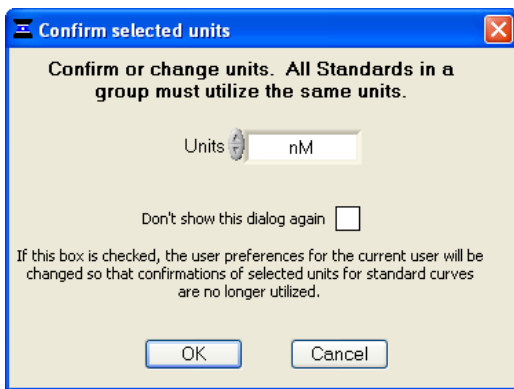 Confirm selected units
Confirm or change units. All Standards in a
group must utilize the same units.
Units nM
Don't show this dialog again
If this box is checked, the user preferences for the current user will be
changed so that confirmations of selected units for standard curves
are no longer utilized.
OK Cancel